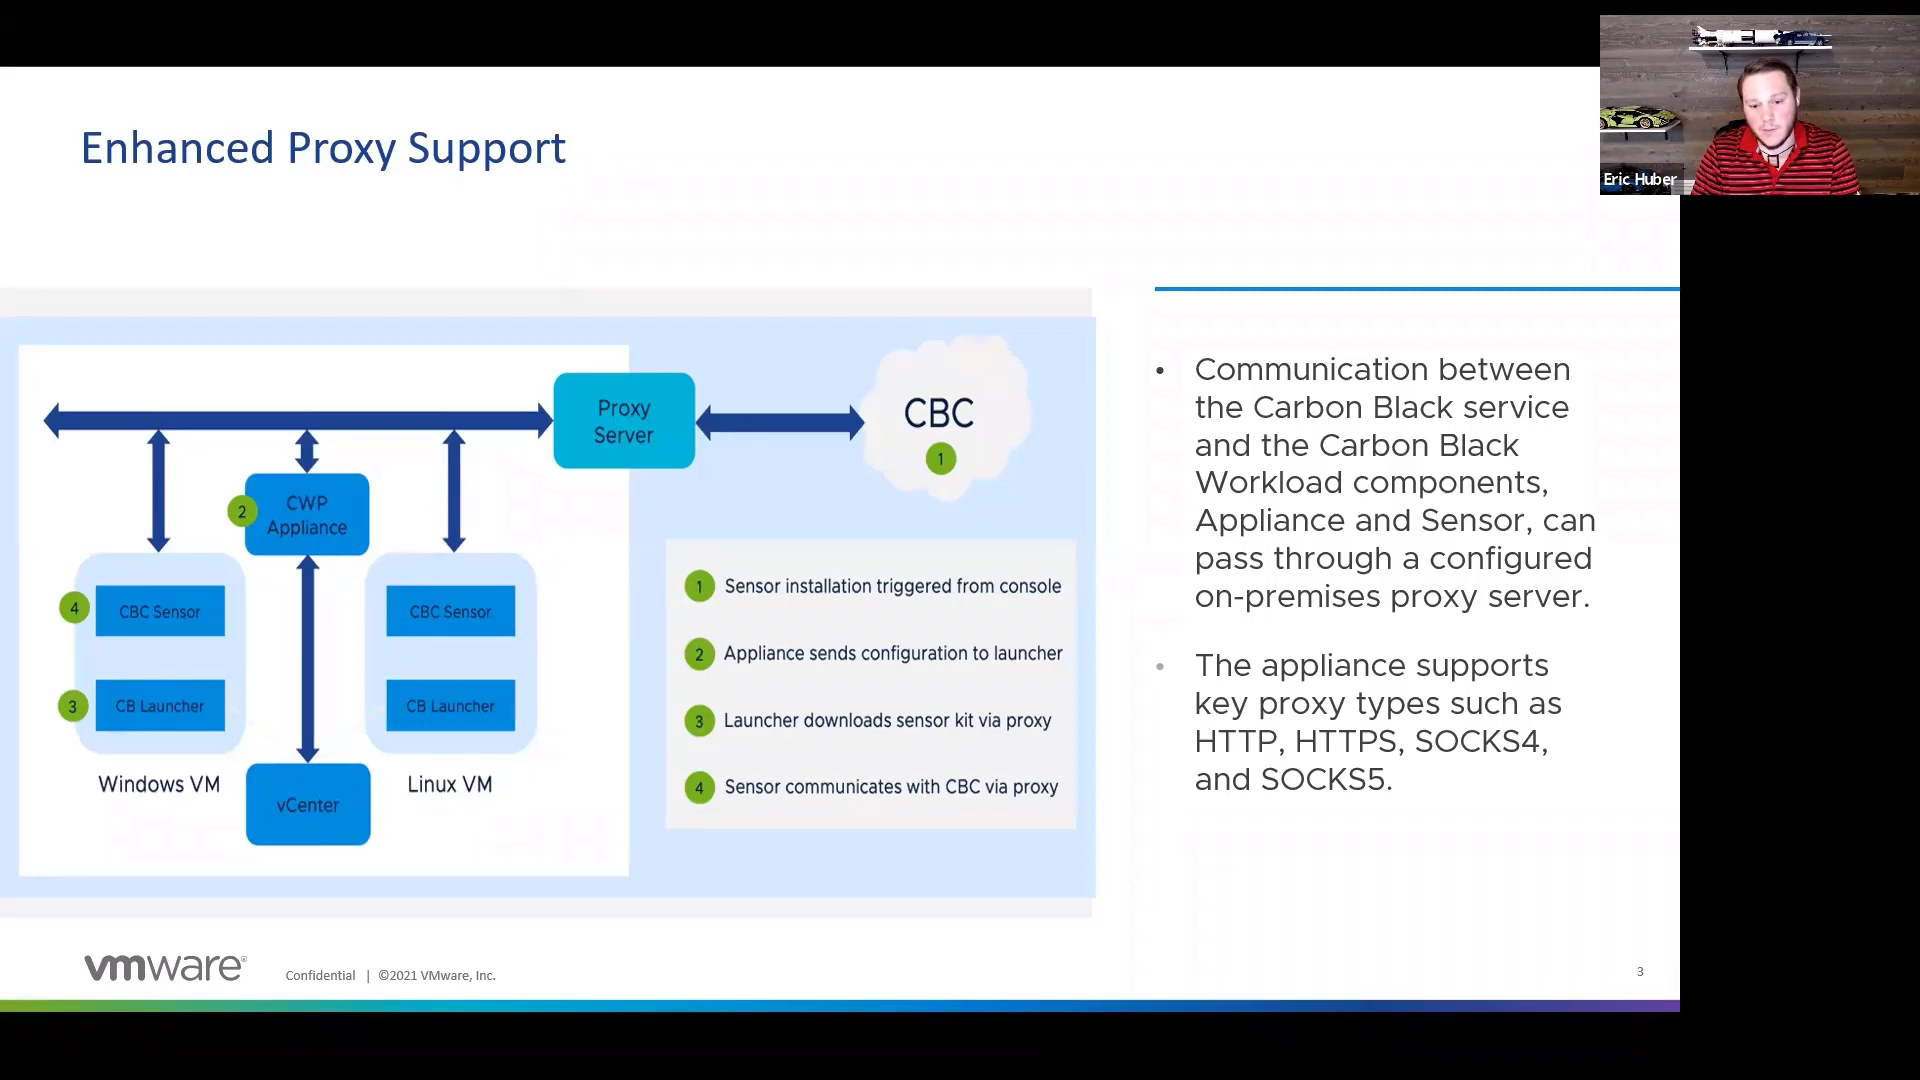 Enhanced Proxy Support
Eric Huber
Proxy
Server
CBC
1
CWP
Appliance
2
CBC Sensor
4
CB Launcher
3
Windows VM
vCenter
CBC Sensor
CB Launcher
Linux VM
1 Sensor installation triggered from console
2 Appliance sends configuration to launcher
3 Launcher downloads sensor kit via proxy
4 Sensor communicates with CBC via proxy
• Communication between
the Carbon Black service
and the Carbon Black
Workload components,
Appliance and Sensor, can
pass through a configured
on-premises proxy server.
• The appliance supports
key proxy types such as
HTTP, HTTPS, SOCKS4,
and SOCKS5.
vmware®
Confidential | ©2021 VMware, Inc.
3